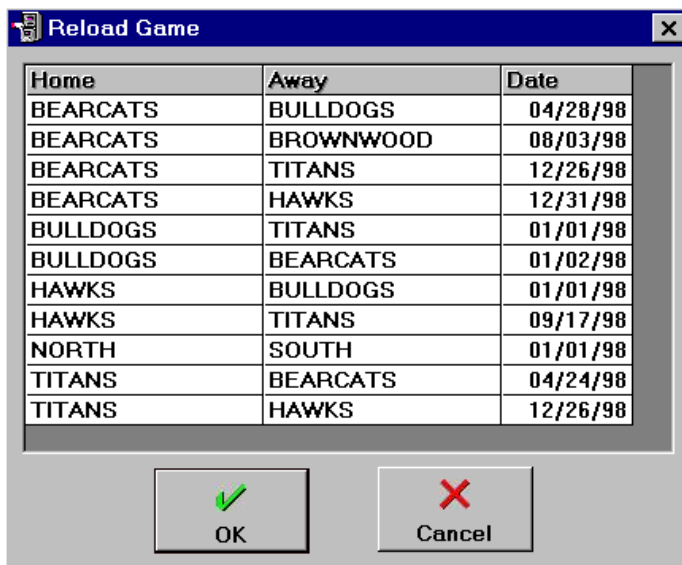 Reload Game
Home Away Date
BEARCATS BULLDOGS 04/28/98
BEARCATS BROWNWOOD 08/03/98
BEARCATS TITANS 12/26/98
BEARCATS HAWKS 12/31/98
BULLDOGS TITANS 01/01/98
BULLDOGS BEARCATS 01/02/98
HAWKS BULLDOGS 01/01/98
HAWKS TITANS 09/17/98
NORTH SOUTH 01/01/98
TITANS BEARCATS 04/24/98
TITANS HAWKS 12/26/98
OK Cancel